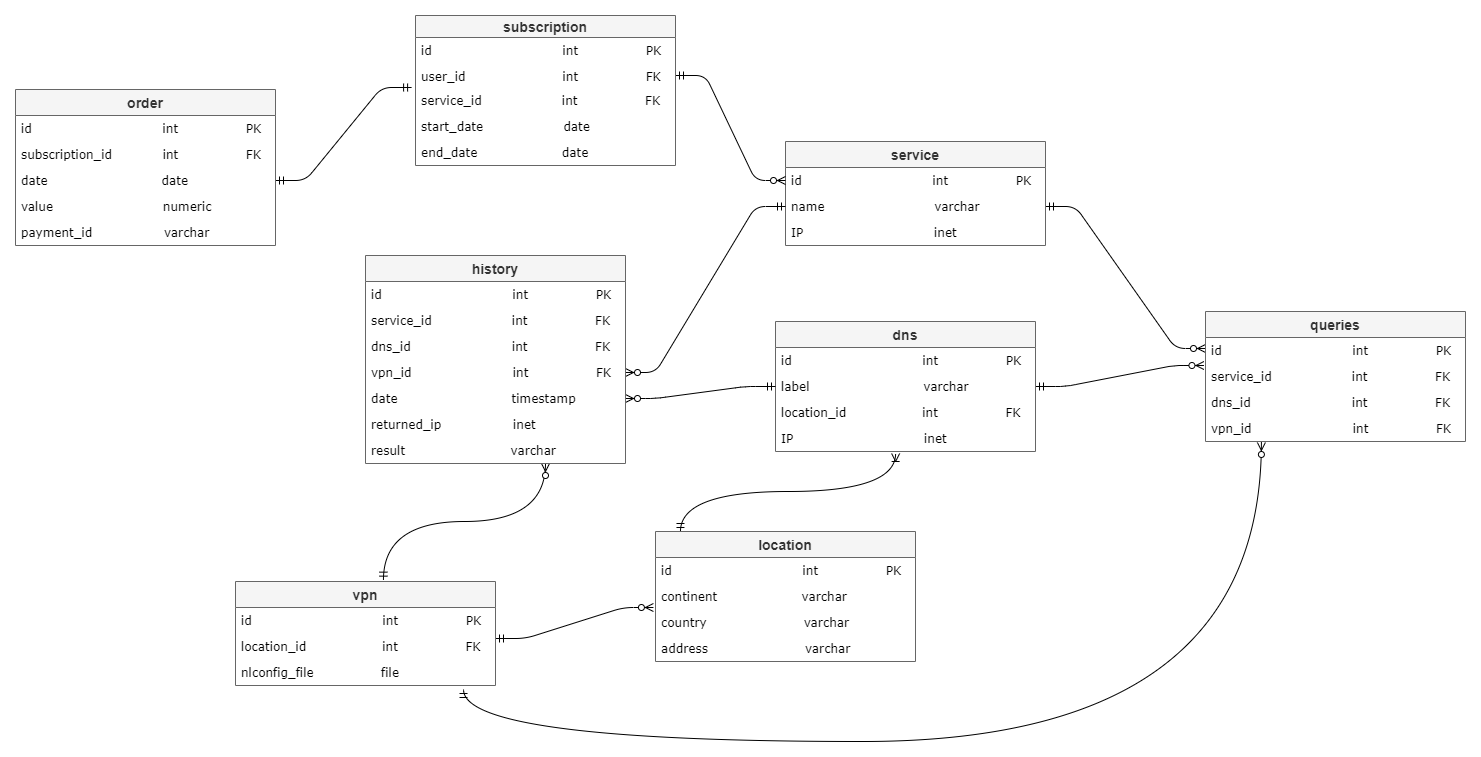 subscription
id int PK
user_id int FK
service_id int FK
start_date date
end_date date
order
id int PK
subscription_id int FK
date date
value numeric
payment_id varchar
service
id int PK
name varchar
IP inet
history
id int PK
service_id int FK
dns_id int FK
vpn_id int FK
date timestamp
returned_ip inet
result varchar
dns
id int PK
label varchar
location_id int FK
IP inet
queries
id int PK
service_id int FK
dns_id int FK
vpn_id int FK
location
id int PK
continent varchar
country varchar
address varchar
vpn
id int PK
location_id int FK
nlconfig_file file